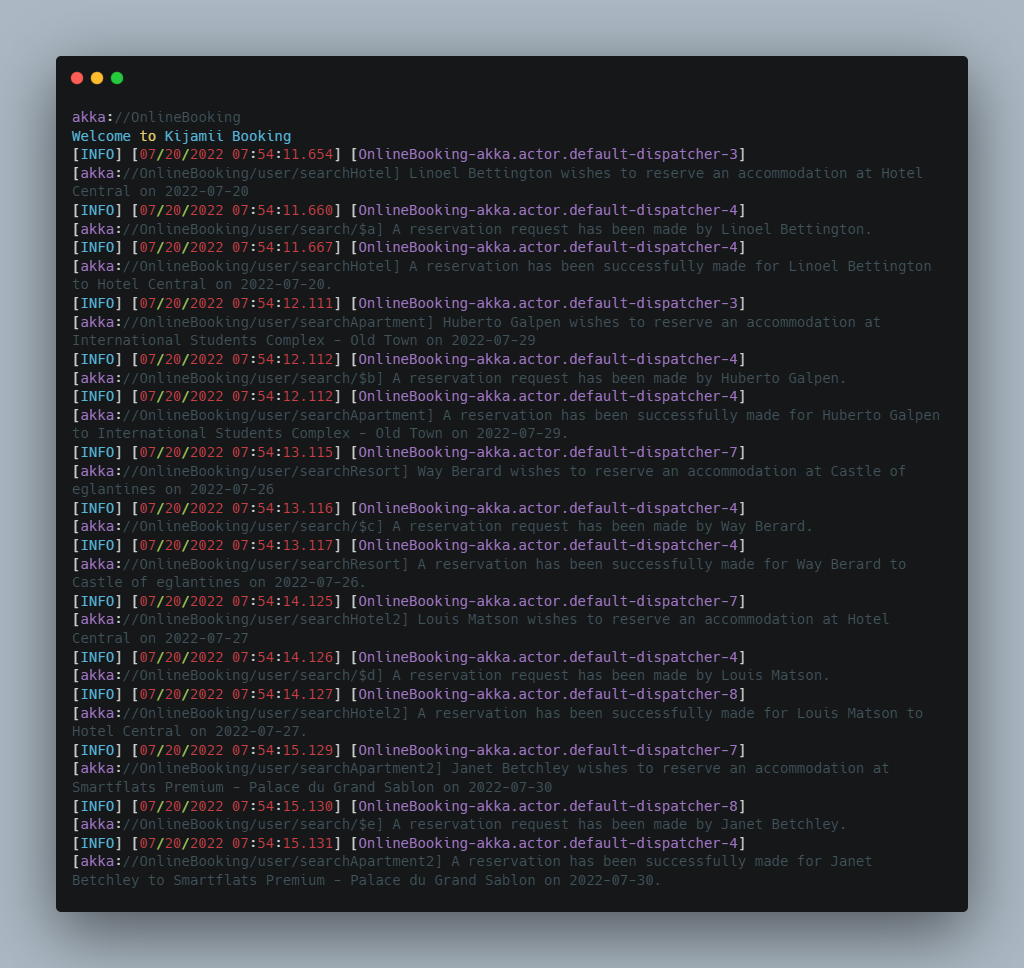 akka://OnlineBooking
Welcome to Kijamii Booking
[INFO] [07/20/2022 07:54:11.654] [OnlineBooking-akka.actor.default-dispatcher-3]
[akka://OnlineBooking/user/searchHotel] Linoel Bettington wishes to reserve an accommodation at Hotel
Central on 2022-07-20
[INFO] [07/20/2022 07:54:11.660] [OnlineBooking-akka.actor.default-dispatcher-4]
[akka://OnlineBooking/user/search/$a] A reservation request has been made by Linoel Bettington.
[INFO] [07/20/2022 07:54:11.667] [OnlineBooking-akka.actor.default-dispatcher-4]
[akka://OnlineBooking/user/searchHotel] A reservation has been successfully made for Linoel Bettington
to Hotel Central on 2022-07-20.
[INFO] [07/20/2022 07:54:12.111] [OnlineBooking-akka.actor.default-dispatcher-3]
[akka://OnlineBooking/user/searchApartment] Huberto Galpen wishes to reserve an accommodation at
International Students Complex - Old Town on 2022-07-29
[INFO] [07/20/2022 07:54:12.112] [OnlineBooking-akka.actor.default-dispatcher-4]
[akka://OnlineBooking/user/search/$b] A reservation request has been made by Huberto Galpen.
[INFO] [07/20/2022 07:54:12.112] [OnlineBooking-akka.actor.default-dispatcher-4]
[akka://OnlineBooking/user/searchApartment] A reservation has been successfully made for Huberto Galpen
to International Students Complex - Old Town on 2022-07-29.
[INFO] [07/20/2022 07:54:13.115] [OnlineBooking-akka.actor.default-dispatcher-7]
[akka://OnlineBooking/user/searchResort] Way Berard wishes to reserve an accommodation at Castle of
eglantines on 2022-07-26
[INFO] [07/20/2022 07:54:13.116] [OnlineBooking-akka.actor.default-dispatcher-4]
[akka://OnlineBooking/user/search/$c] A reservation request has been made by Way Berard.
[INFO] [07/20/2022 07:54:13.117] [OnlineBooking-akka.actor.default-dispatcher-4]
[akka://OnlineBooking/user/searchResort] A reservation has been successfully made for Way Berard to
Castle of eglantines on 2022-07-26.
[INFO] [07/20/2022 07:54:14.125] [OnlineBooking-akka.actor.default-dispatcher-7]
[akka://OnlineBooking/user/searchHotel2] Louis Matson wishes to reserve an accommodation at Hotel
Central on 2022-07-27
[INFO] [07/20/2022 07:54:14.126] [OnlineBooking-akka.actor.default-dispatcher-4]
[akka://OnlineBooking/user/search/$d] A reservation request has been made by Louis Matson.
[INFO] [07/20/2022 07:54:14.127] [OnlineBooking-akka.actor.default-dispatcher-8]
[akka://OnlineBooking/user/searchHotel2] A reservation has been successfully made for Louis Matson to
Hotel Central on 2022-07-27.
[INFO] [07/20/2022 07:54:15.129] [OnlineBooking-akka.actor.default-dispatcher-7]
[akka://OnlineBooking/user/searchApartment2] Janet Betchley wishes to reserve an accommodation at
Smartflats Premium - Palace du Grand Sablon on 2022-07-30
[INFO] [07/20/2022 07:54:15.130] [OnlineBooking-akka.actor.default-dispatcher-8]
[akka://OnlineBooking/user/search/$e] A reservation request has been made by Janet Betchley.
[INFO] [07/20/2022 07:54:15.131] [OnlineBooking-akka.actor.default-dispatcher-4]
[akka://OnlineBooking/user/searchApartment2] A reservation has been successfully made for Janet
Betchley to Smartflats Premium - Palace du Grand Sablon on 2022-07-30.